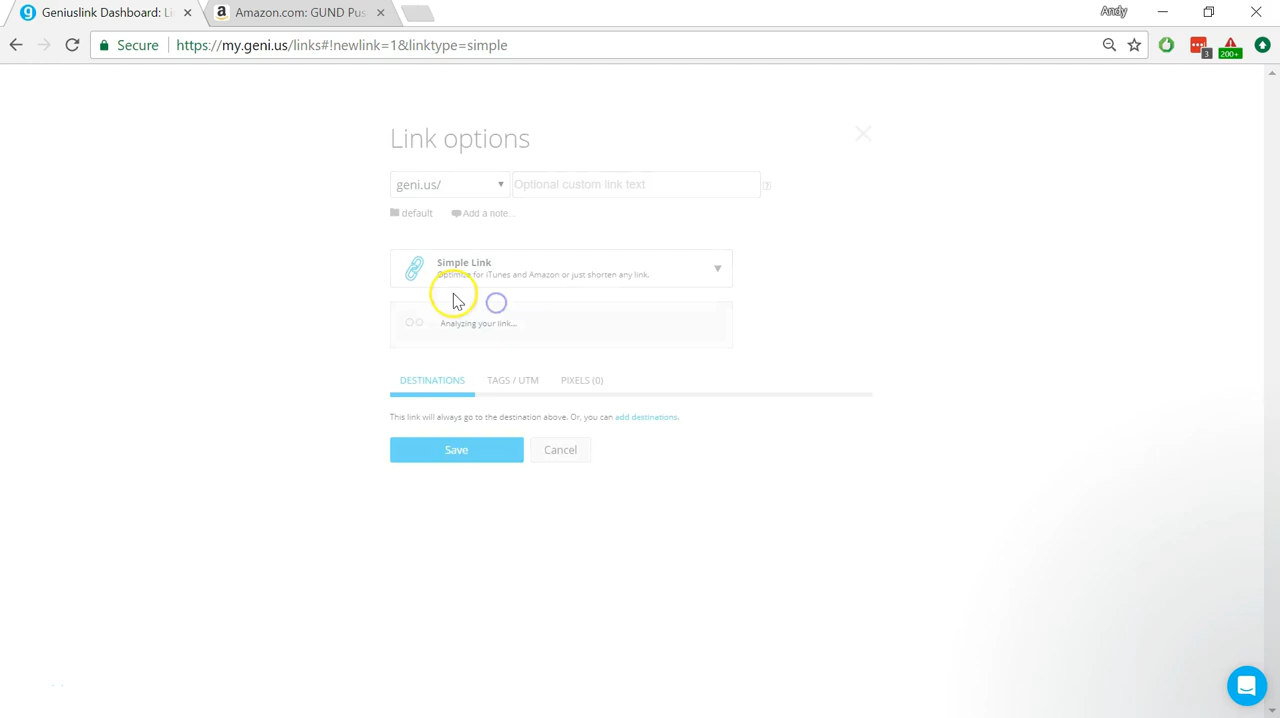 Geniuslink Dashboard: Li
Amazon.com: GUND Pus
Andy
Secure
https://my.geni.us/links#!newlink=1&linktype=simple
3
200+
Link options
geni.us/
Optional custom link text
default
Add a note...
Simple Link
Optimize for iTunes and Amazon or just shorten any link.
Analyzing your link...
DESTINATIONS
TAGS / UTM
PIXELS (0)
This link will always go to the destination above. Or, you can add destinations.
Save
Cancel